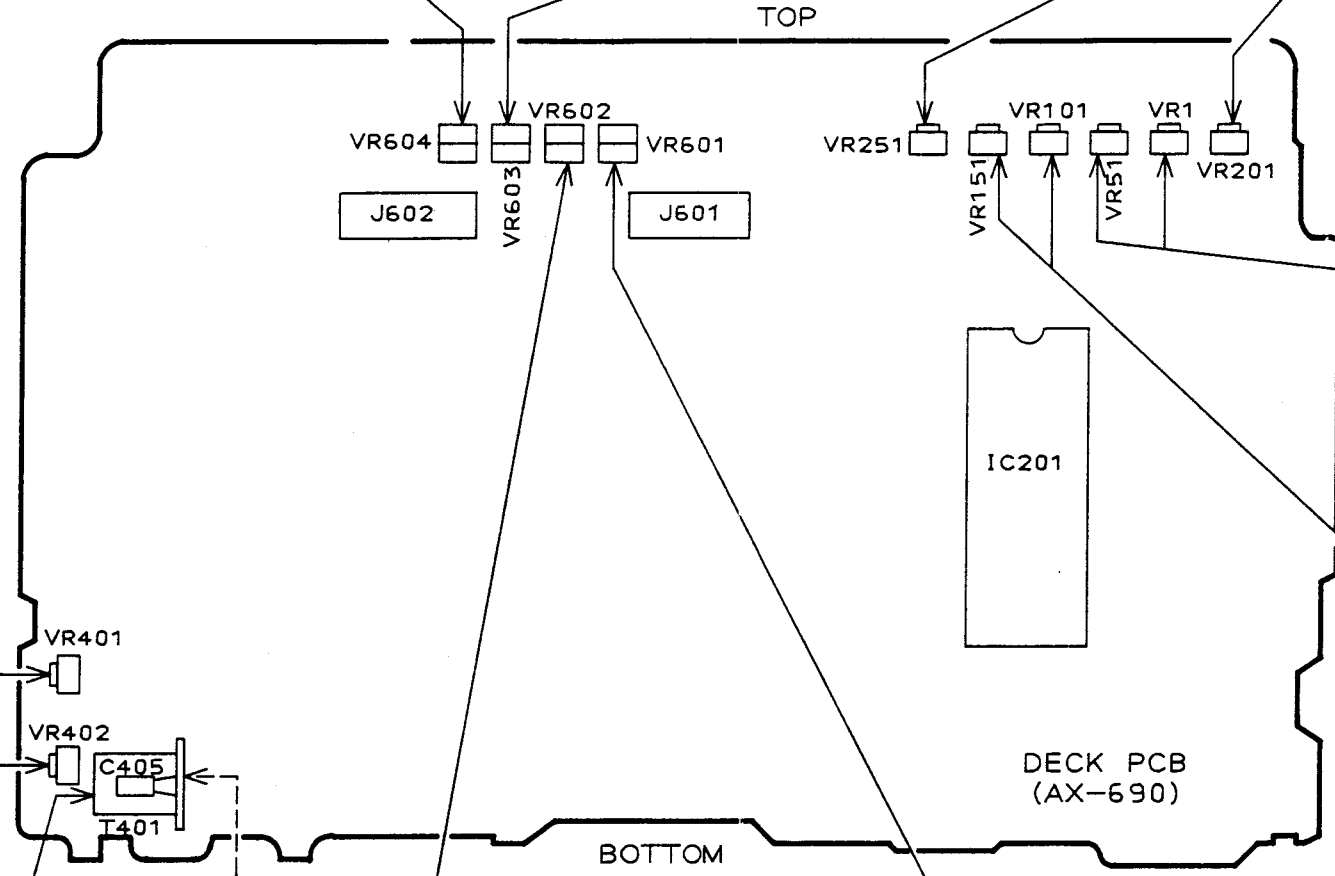 TOP
VR602
VR101
VR1
VR604
VR601
VR251
VR201
VR603
VR151
VR51
J602
J601
IC201
VR401
VR402
C405
T401
DECK PCB
(AX-690)
BOTTOM